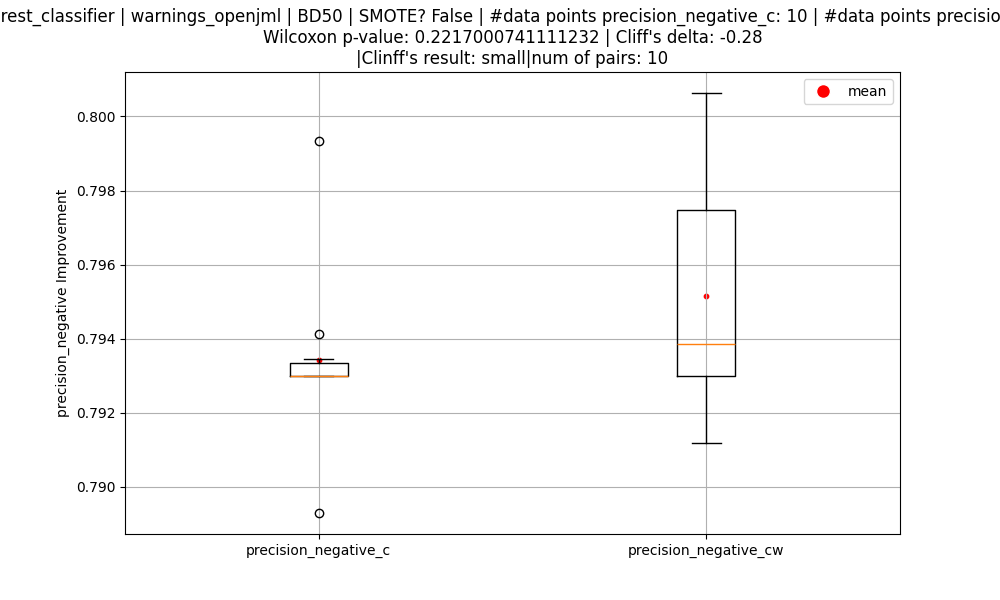 rest_classifier | warnings_openjml | BD50 | SMOTE? False | #data points precision_negative_c: 10 | #data points precisio
Wilcoxon p-value: 0.2217000741111232 | Cliff's delta: -0.28
|Clinff's result: small|num of pairs: 10
mean
0.800
0.798
0.796
0.794
0.792
0.790
precision_negative Improvement
precision_negative_c
precision_negative_cw